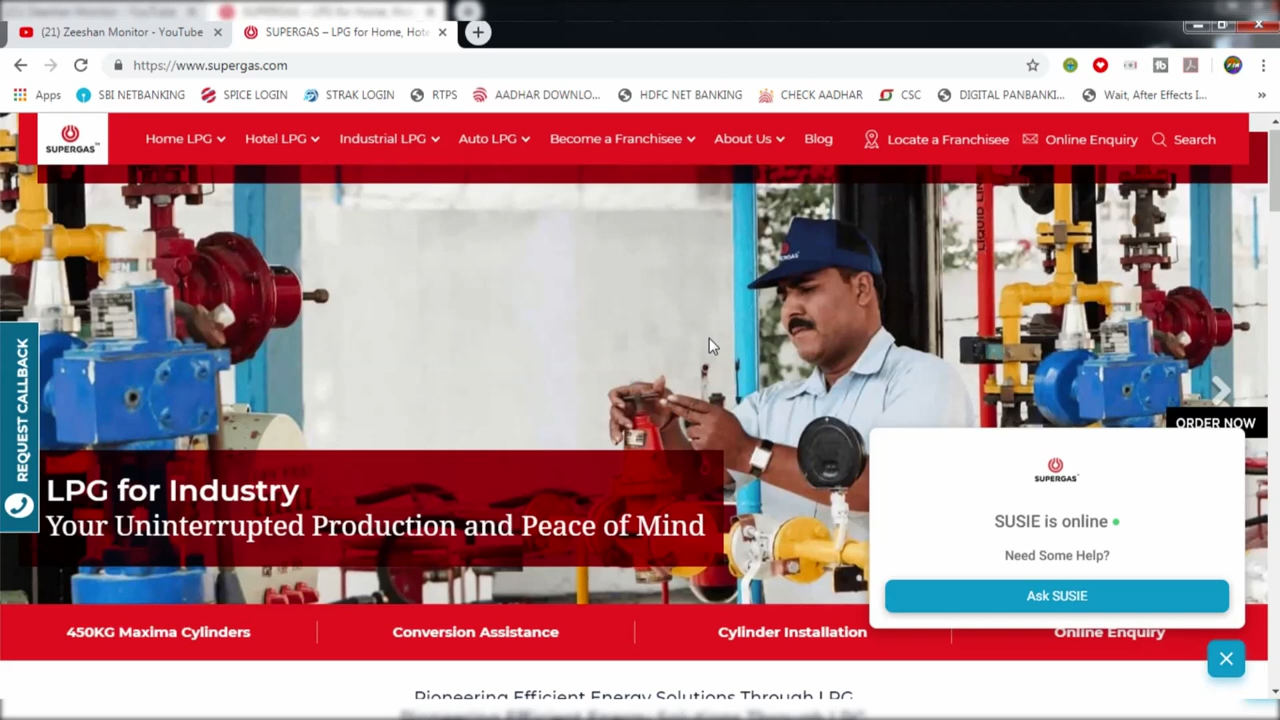 (21) Zeeshan Monitor - YouTube
SUPERGAS – LPG for Home, Hote
https://www.supergas.com
Apps SBI NETBANKING SPICE LOGIN STRAK LOGIN RTPS AADHAR DOWNLO... HDFC NET BANKING CHECK AADHAR CSC DIGITAL PANBANKI... Wait, After Effects I... »
SUPERGAS
Home LPG Hotel LPG Industrial LPG Auto LPG Become a Franchisee About Us Blog Locate a Franchisee Online Enquiry Search
LIQUID LI
SUPERGAS
REQUEST CALLBACK
ORDER NOW
LPG for Industry
Your Uninterrupted Production and Peace of Mind
SUPERGAS
SUSIE is online
Need Some Help?
Ask SUSIE
450KG Maxima Cylinders Conversion Assistance Cylinder Installation Online Enquiry
Pioneering Efficient Energy Solutions Through LPG